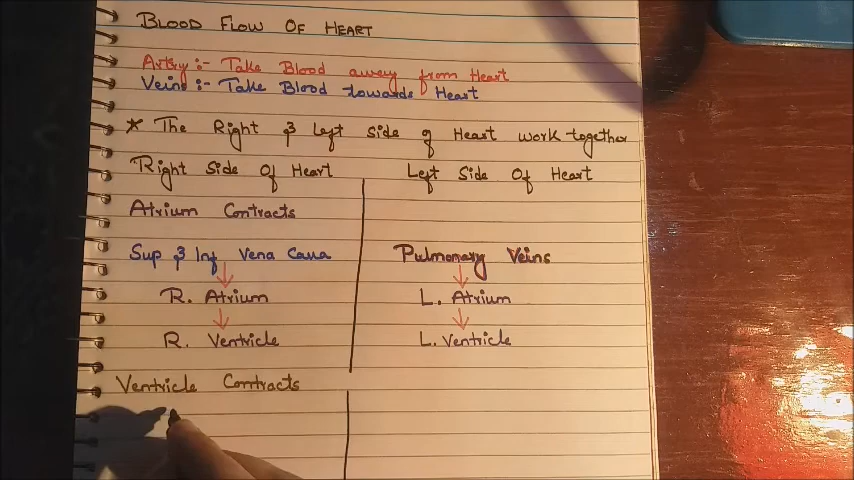 Blood Flow Of Heart
Artry :- Take Blood away from Heart
Veins :- Take Blood towards Heart
* The Right & Left Side of Heart work together
Right Side Of Heart
Left Side Of Heart
Atrium Contracts
Sup & Inf Vena Cava
Pulmonary Veins
↓
↓
R. Atrium
L. Atrium
↓
↓
R. Ventricle
L. Ventricle
Ventricle Contracts